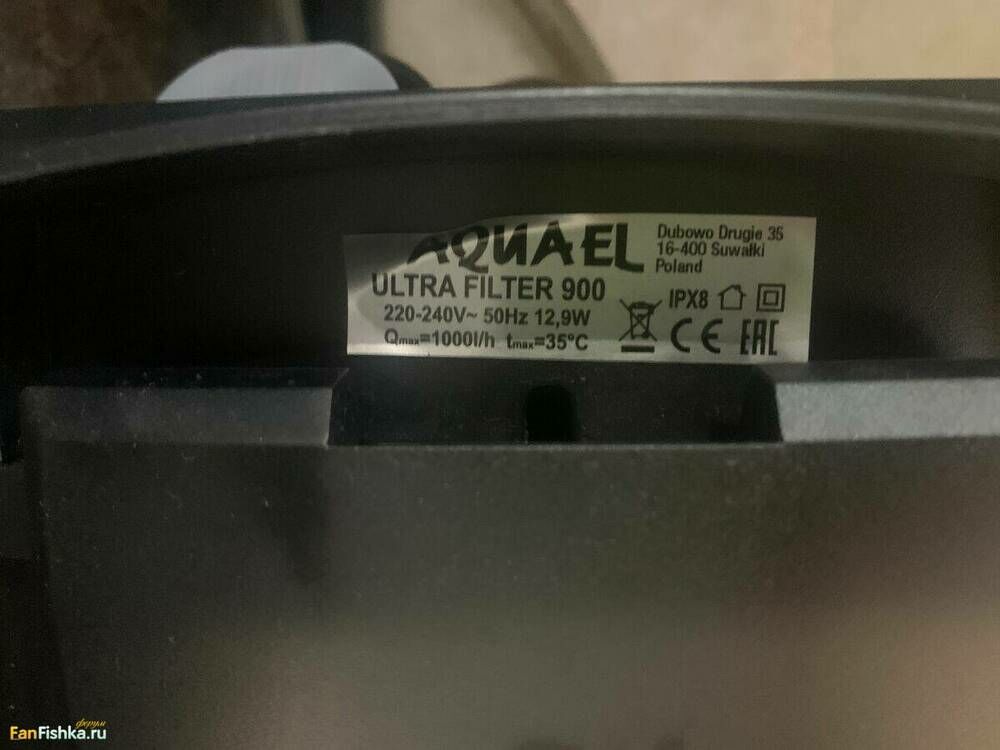 AQUAEL
ULTRA FILTER 900
220-240V~ 50Hz 12,9W
Qmax=1000l/h tmax=35°C
Dubowo Drugie 35
16-400 Suwałki
Poland
IPX8
CE EAC
форум
FanFishka.ru